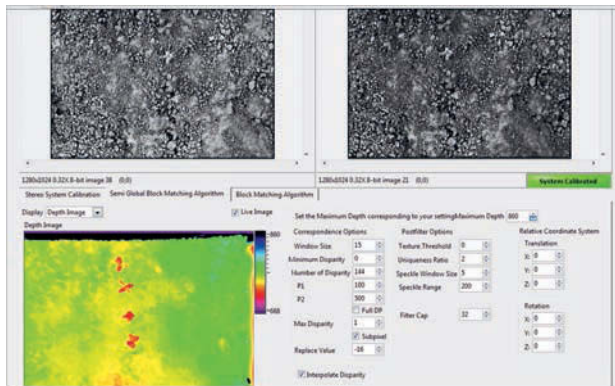 1280x1024 0.32X 8-bit image 38 (0,0)
1280x1024 0.32X 8-bit image 21 (0,0)
System Calibrated
Stereo System Calibration
Semi Global Block Matching Algorithm
Block Matching Algorithm
Display Depth Image
Live Image
Depth Image
Set the Maximum Depth corresponding to your setting
Maximum Depth 800
Correspondence Options
Window Size 15
Minimum Disparity 0
Number of Disparity 144
P1 100
P2 500
Full DP
Max Disparity 1
Subpixel
Replace Value -16
Interpolate Disparity
Postfilter Options
Texture Threshold 0
Uniqueness Ratio 2
Speckle Window Size 5
Speckle Range 200
Filter Cap 32
Relative Coordinate System
Translation
X: 0
Y: 0
Z: 0
Rotation
X: 0
Y: 0
Z: 0